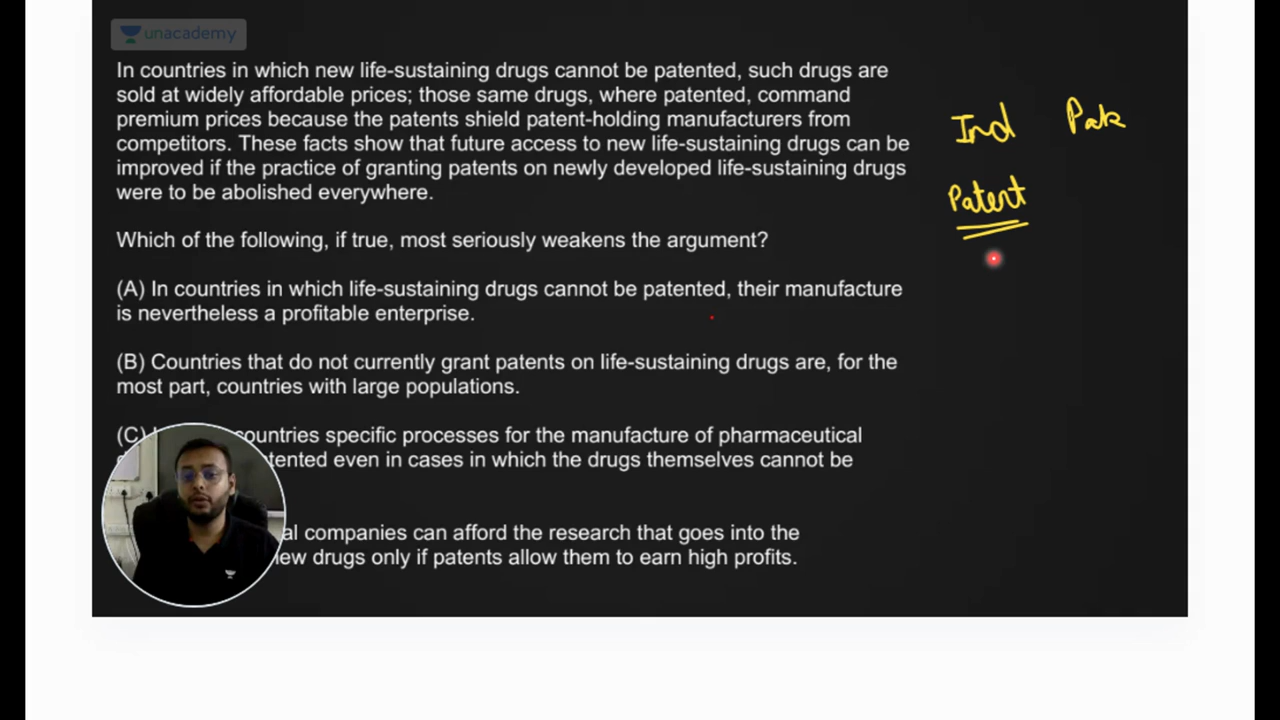 unacademy
In countries in which new life-sustaining drugs cannot be patented, such drugs are
sold at widely affordable prices; those same drugs, where patented, command
premium prices because the patents shield patent-holding manufacturers from
competitors. These facts show that future access to new life-sustaining drugs can be
improved if the practice of granting patents on newly developed life-sustaining drugs
were to be abolished everywhere.
Ind Pak
Patent
Which of the following, if true, most seriously weakens the argument?
(A) In countries in which life-sustaining drugs cannot be patented, their manufacture
is nevertheless a profitable enterprise.
(B) Countries that do not currently grant patents on life-sustaining drugs are, for the
most part, countries with large populations.
(C) countries specific processes for the manufacture of pharmaceutical
even in cases in which the drugs themselves cannot be
companies can afford the research that goes into the
new drugs only if patents allow them to earn high profits.